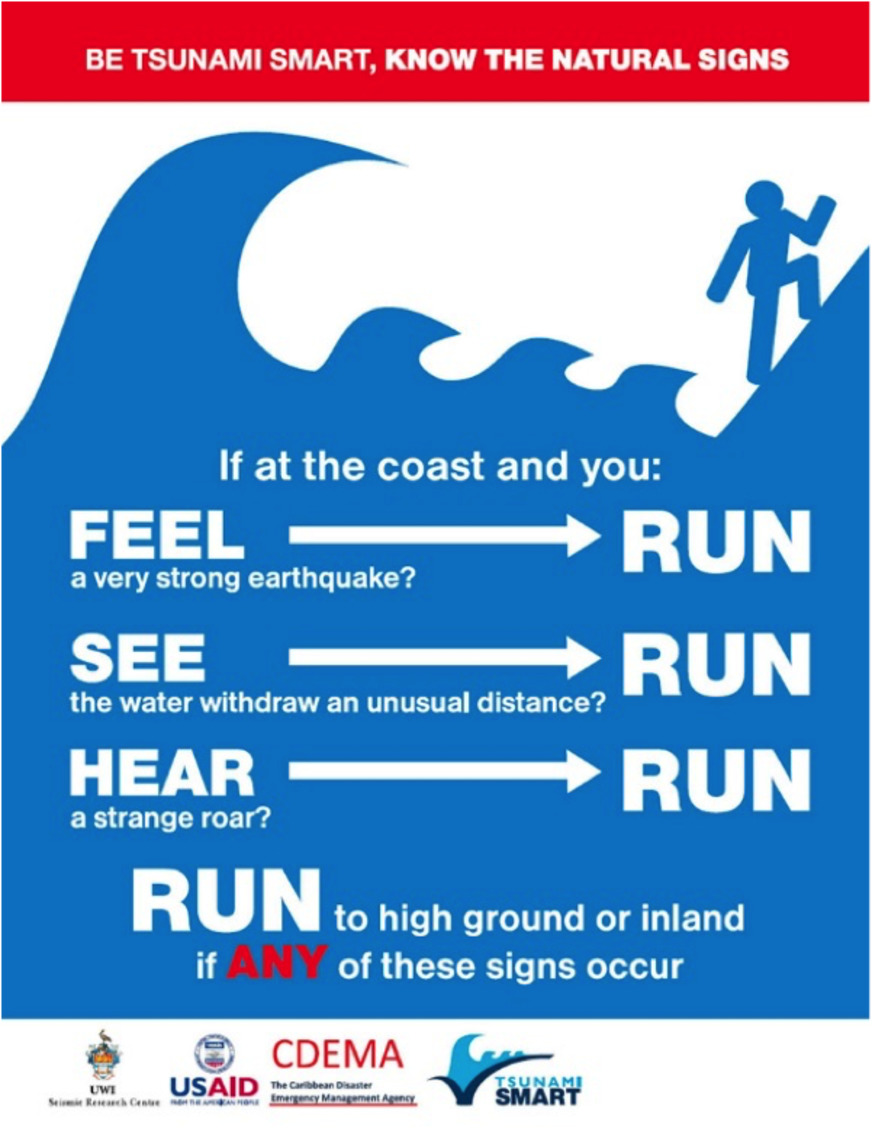 BE TSUNAMI SMART, KNOW THE NATURAL SIGNS
If at the coast and you:
FEEL RUN
a very strong earthquake?
SEE RUN
the water withdraw an unusual distance?
HEAR RUN
a strange roar?
RUN to high ground or inland
if ANY of these signs occur
UWI
Seismic Research Centre
USAID
FROM THE AMERICAN PEOPLE
CDEMA
The Caribbean Disaster
Emergency Management Agency
TSUNAMI
SMART